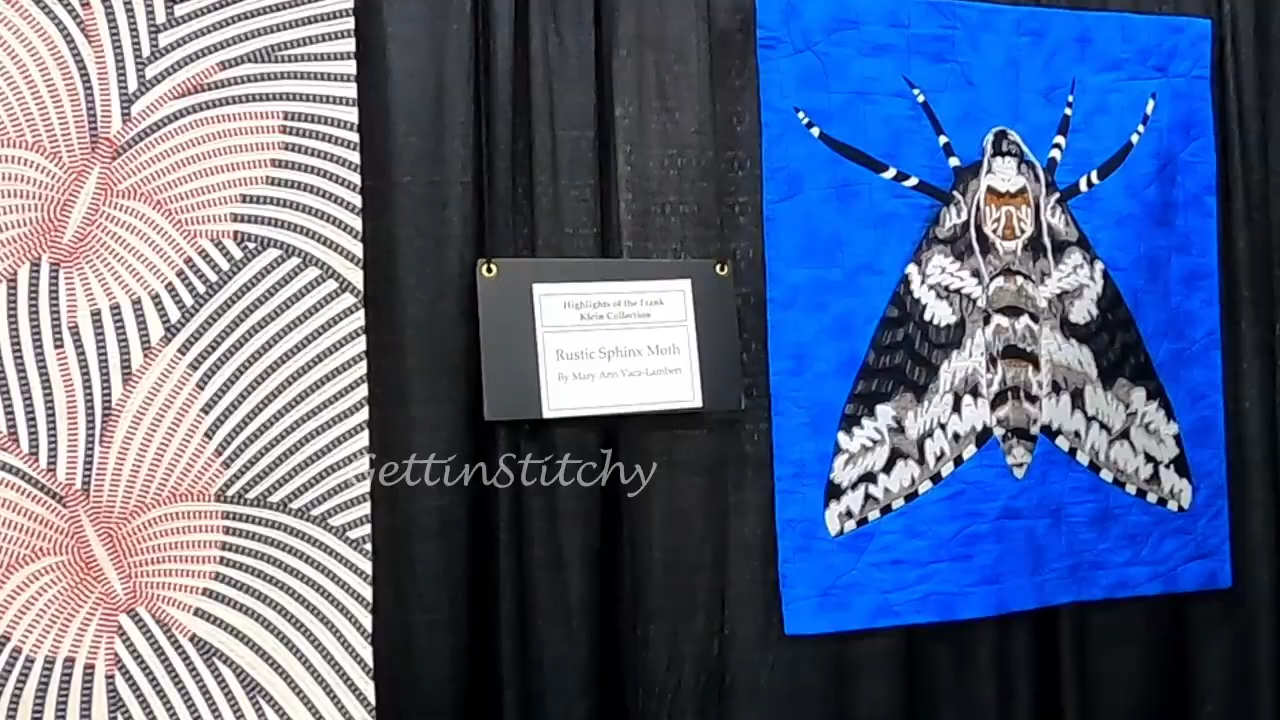 Highlights of the Frank
Klein Collection
Rustic Sphinx Moth
By Mary Ann Vaca-Lambert
GettinStitchy